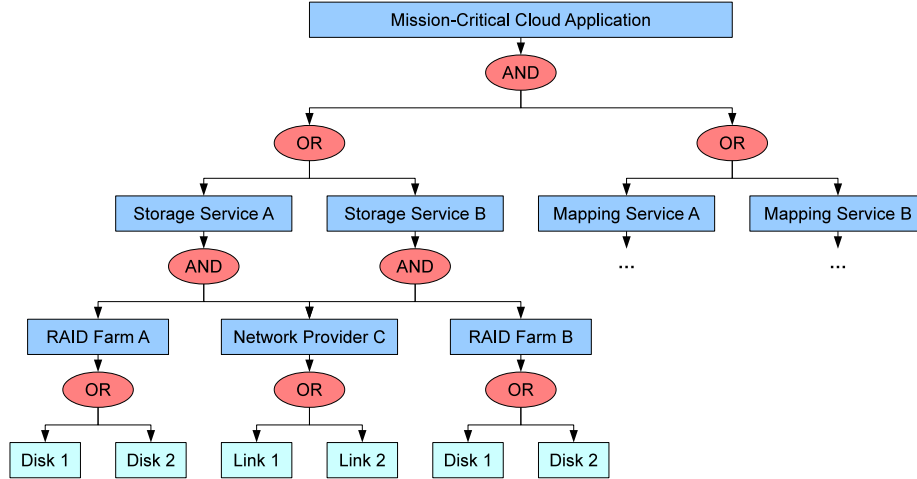 Mission-Critical Cloud Application
AND
OR
OR
Storage Service A
Storage Service B
Mapping Service A
Mapping Service B
AND
AND
...
...
RAID Farm A
Network Provider C
RAID Farm B
OR
OR
OR
Disk 1
Disk 2
Link 1
Link 2
Disk 1
Disk 2